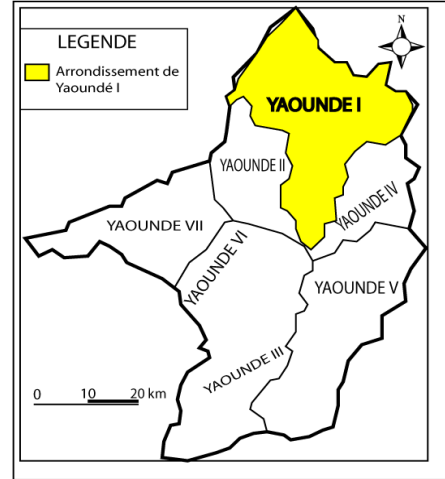 LEGENDE
Arrondissement de
Yaoundé I
N
YAOUNDE I
YAOUNDE II
YAOUNDE IV
YAOUNDE VII
YAOUNDE VI
YAOUNDE V
YAOUNDE III
0 10 20 km